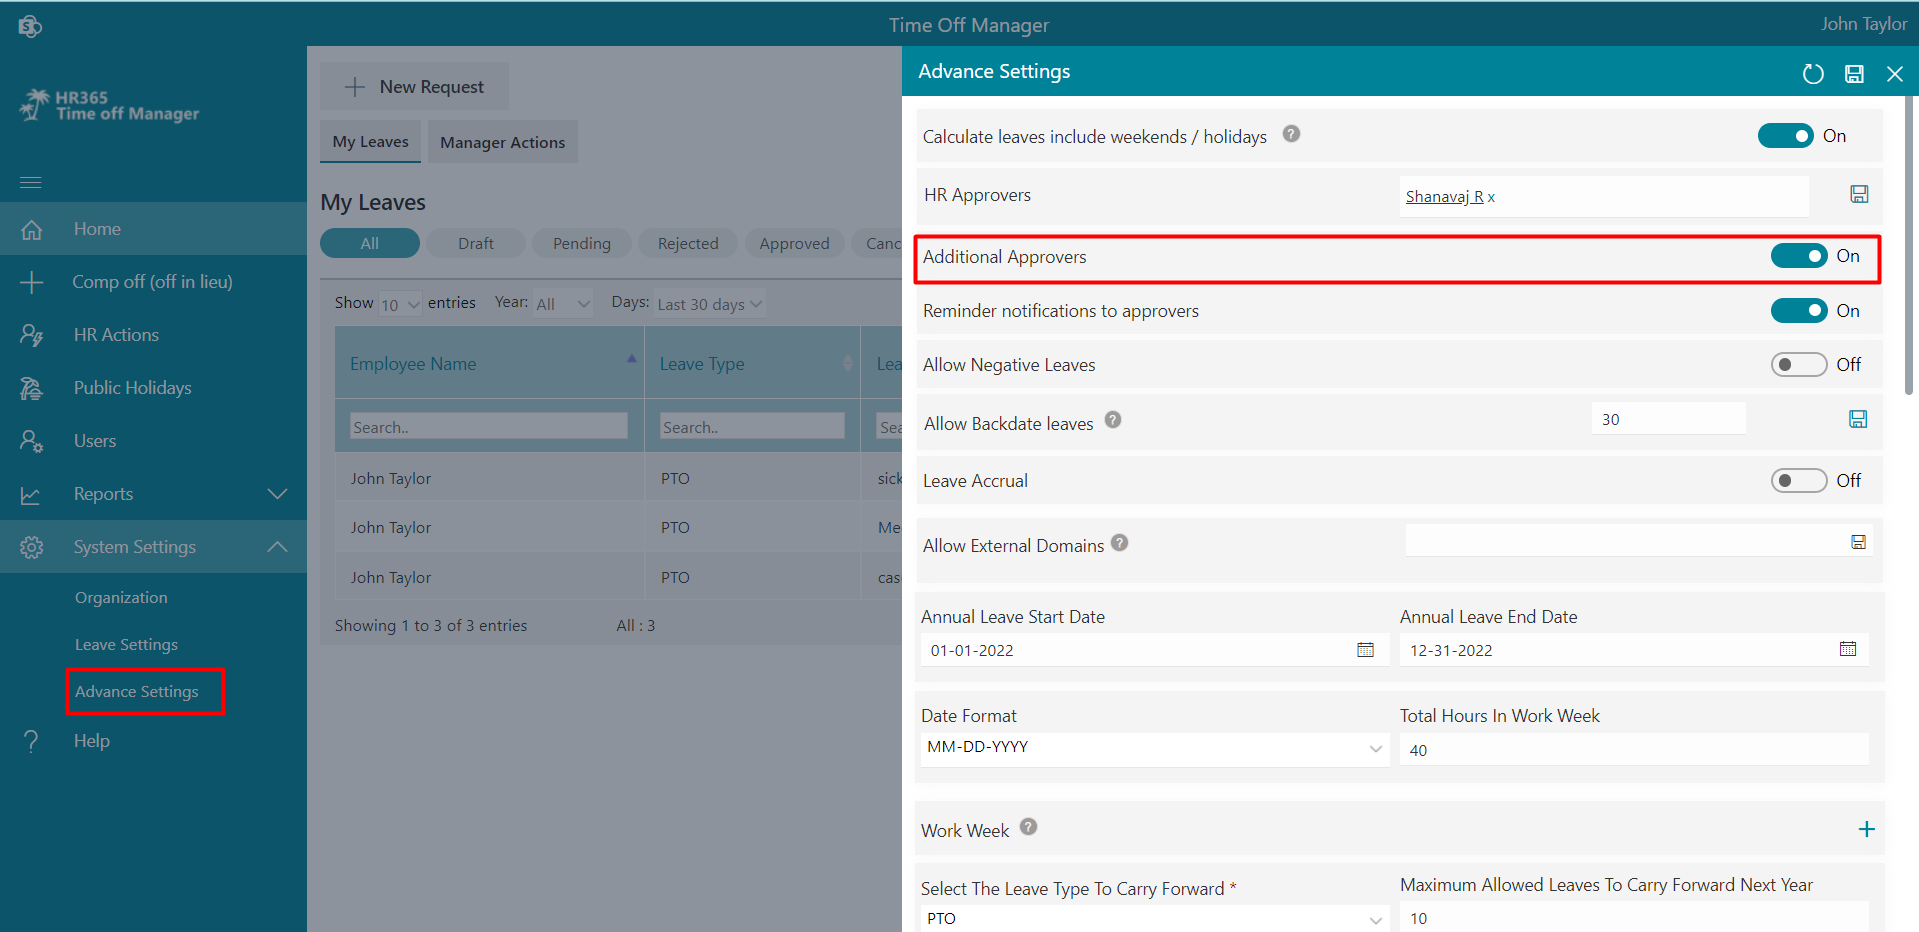 Time Off Manager
John Taylor
HR365
Time off Manager
Home
Comp off (off in lieu)
HR Actions
Public Holidays
Users
Reports
System Settings
Organization
Leave Settings
Advance Settings
Help
New Request
My Leaves
Manager Actions
My Leaves
All
Draft
Pending
Rejected
Approved
Canc
Show 10 entries Year: All Days: Last 30 days
Employee Name
Leave Type
Lea
Search..
Search..
Sea
John Taylor PTO sick
John Taylor PTO Me
John Taylor PTO cas
Showing 1 to 3 of 3 entries All : 3
Advance Settings
Calculate leaves include weekends / holidays ? On
HR Approvers Shanavaj R x
Additional Approvers On
Reminder notifications to approvers On
Allow Negative Leaves Off
Allow Backdate leaves ? 30
Leave Accrual Off
Allow External Domains ?
Annual Leave Start Date Annual Leave End Date
01-01-2022 12-31-2022
Date Format Total Hours In Work Week
MM-DD-YYYY 40
Work Week ? +
Select The Leave Type To Carry Forward * Maximum Allowed Leaves To Carry Forward Next Year
PTO 10